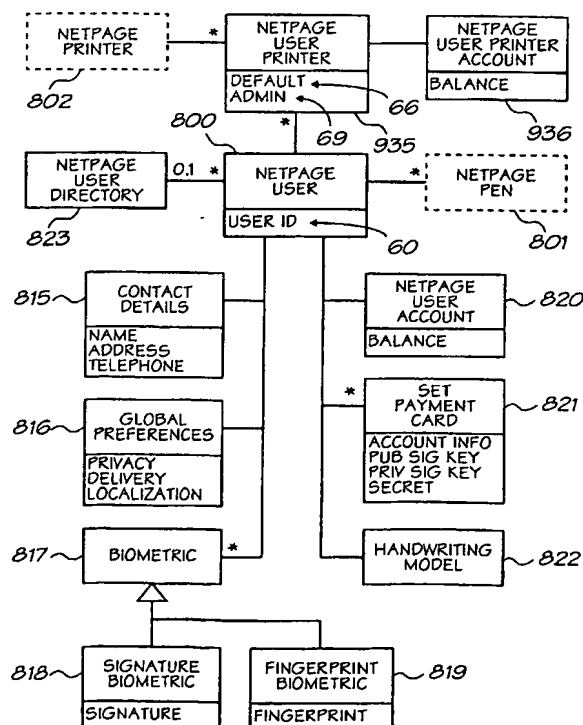 NETPAGE
PRINTER
802
*
NETPAGE
USER
PRINTER
DEFAULT
ADMIN
66
69
935
NETPAGE
USER PRINTER
ACCOUNT
BALANCE
936
800
*
NETPAGE
USER
DIRECTORY
823
0.1
*
NETPAGE
USER
USER ID
60
*
NETPAGE
PEN
801
815
CONTACT
DETAILS
NAME
ADDRESS
TELEPHONE
NETPAGE
USER
ACCOUNT
BALANCE
820
816
GLOBAL
PREFERENCES
PRIVACY
DELIVERY
LOCALIZATION
*
SET
PAYMENT
CARD
ACCOUNT INFO
PUB SIG KEY
PRIV SIG KEY
SECRET
821
817
BIOMETRIC
*
HANDWRITING
MODEL
822
818
SIGNATURE
BIOMETRIC
SIGNATURE
FINGERPRINT
BIOMETRIC
FINGERPRINT
819